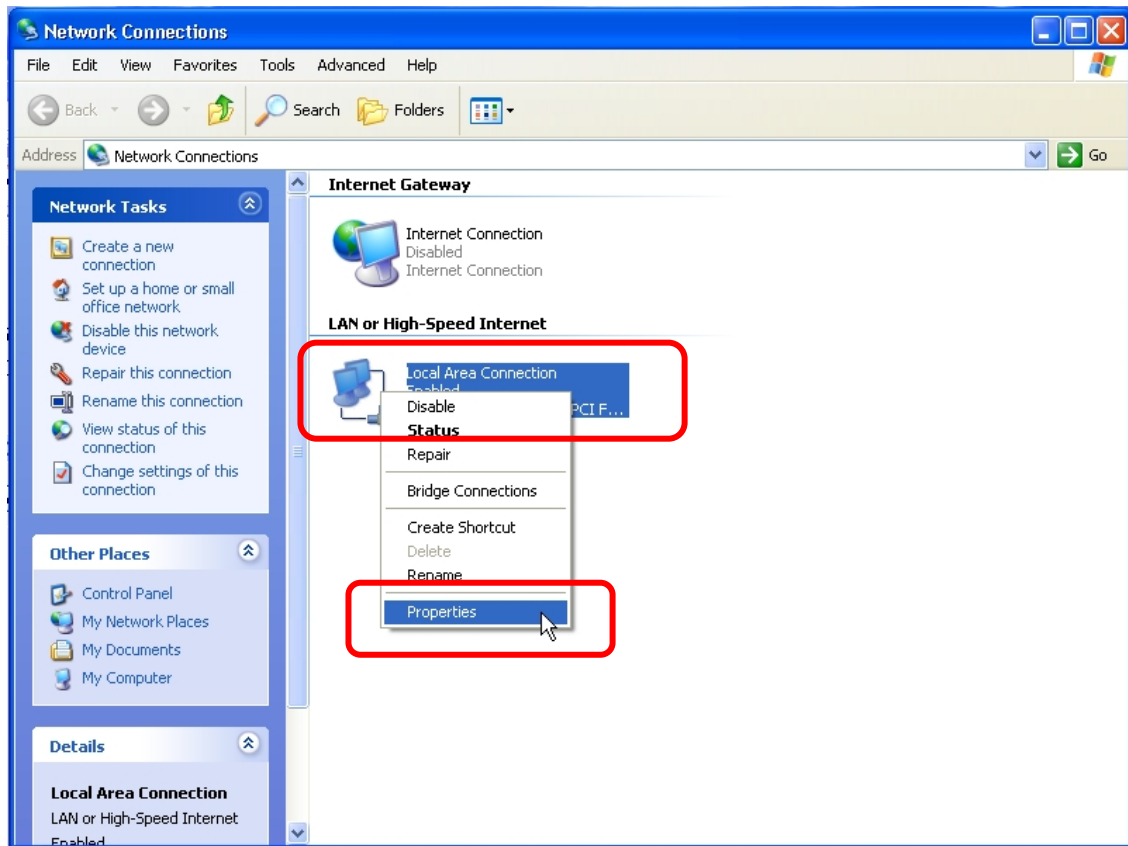 Network Connections
File Edit View Favorites Tools Advanced Help
Back Search Folders
Address Network Connections Go
Network Tasks
Create a new
connection
Set up a home or small
office network
Disable this network
device
Repair this connection
Rename this connection
View status of this
connection
Change settings of this
connection
Other Places
Control Panel
My Network Places
My Documents
My Computer
Details
Local Area Connection
LAN or High-Speed Internet
Enabled
Internet Gateway
Internet Connection
Disabled
Internet Connection
LAN or High-Speed Internet
Local Area Connection
Enabled
PCI F...
Disable
Status
Repair
Bridge Connections
Create Shortcut
Delete
Rename
Properties